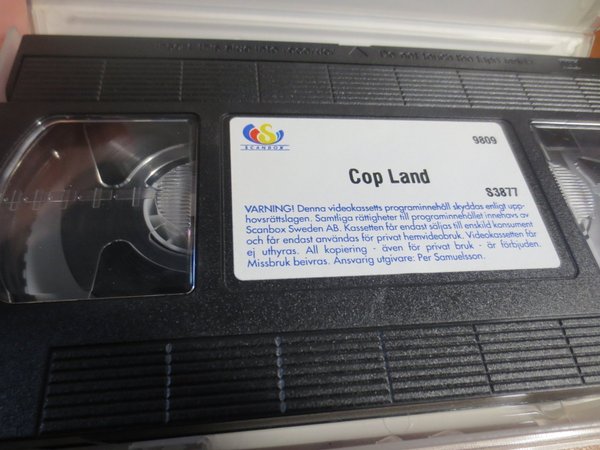 SCANBOX
9809
Cop Land
S3877
VARNING! Denna videokassetts programinnehåll skyddas enligt upp-
hovsrättslagen. Samtliga rättigheter till programinnehållet innehavs av
Scanbox Sweden AB. Kassetten får endast säljas till enskild konsument
och får endast användas för privat hemvideobruk. Videokassetten får
ej uthyras. All kopiering - även för privat bruk - är förbjuden.
Missbruk beivras. Ansvarig utgivare: Per Samuelsson.